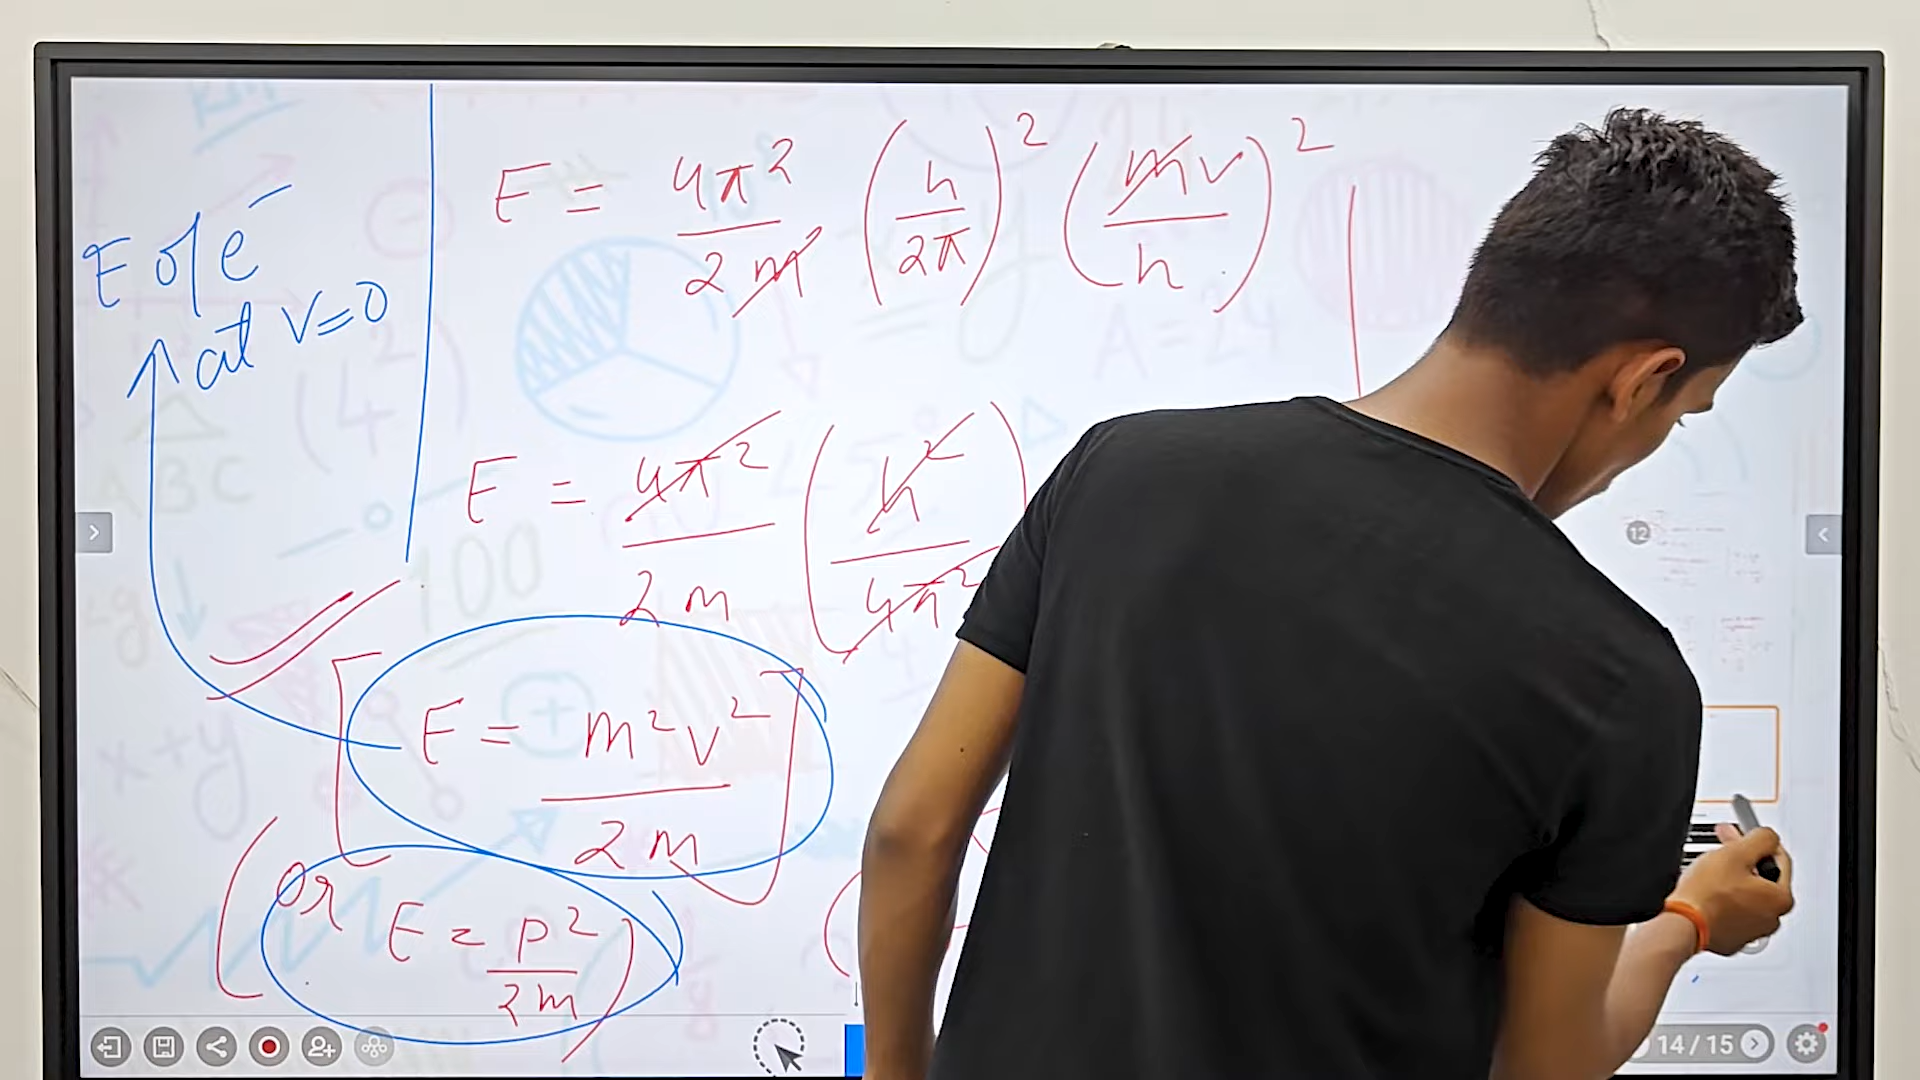 E of e⁻
at v=0
E = 4π²/2m (h/2π)² (mv/h)²
E = 4π²/2m (h²/4π²
E = m²v²/2m
(or E = p²/2m)
12
14/15